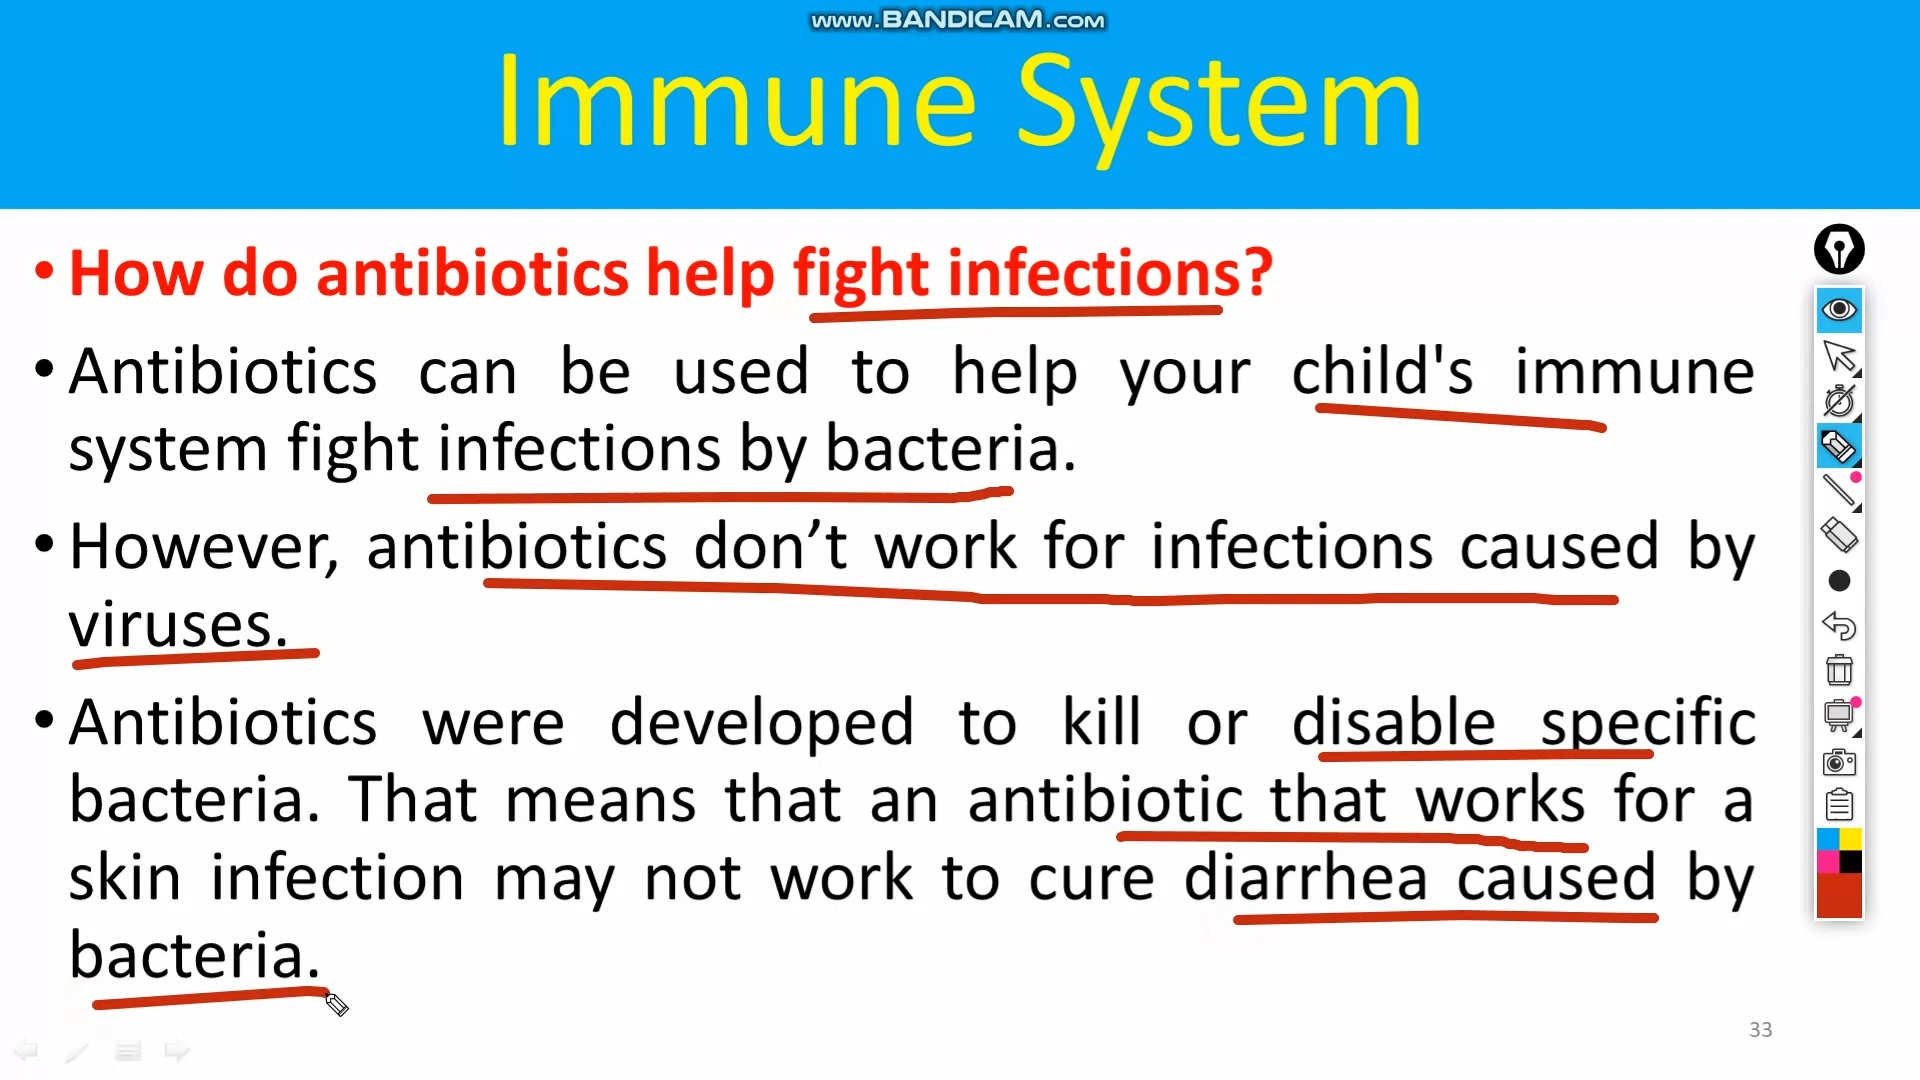 www.BANDICAM.com
Immune System
• How do antibiotics help fight infections?
• Antibiotics can be used to help your child's immune
system fight infections by bacteria.
• However, antibiotics don’t work for infections caused by
viruses.
• Antibiotics were developed to kill or disable specific
bacteria. That means that an antibiotic that works for a
skin infection may not work to cure diarrhea caused by
bacteria.
33